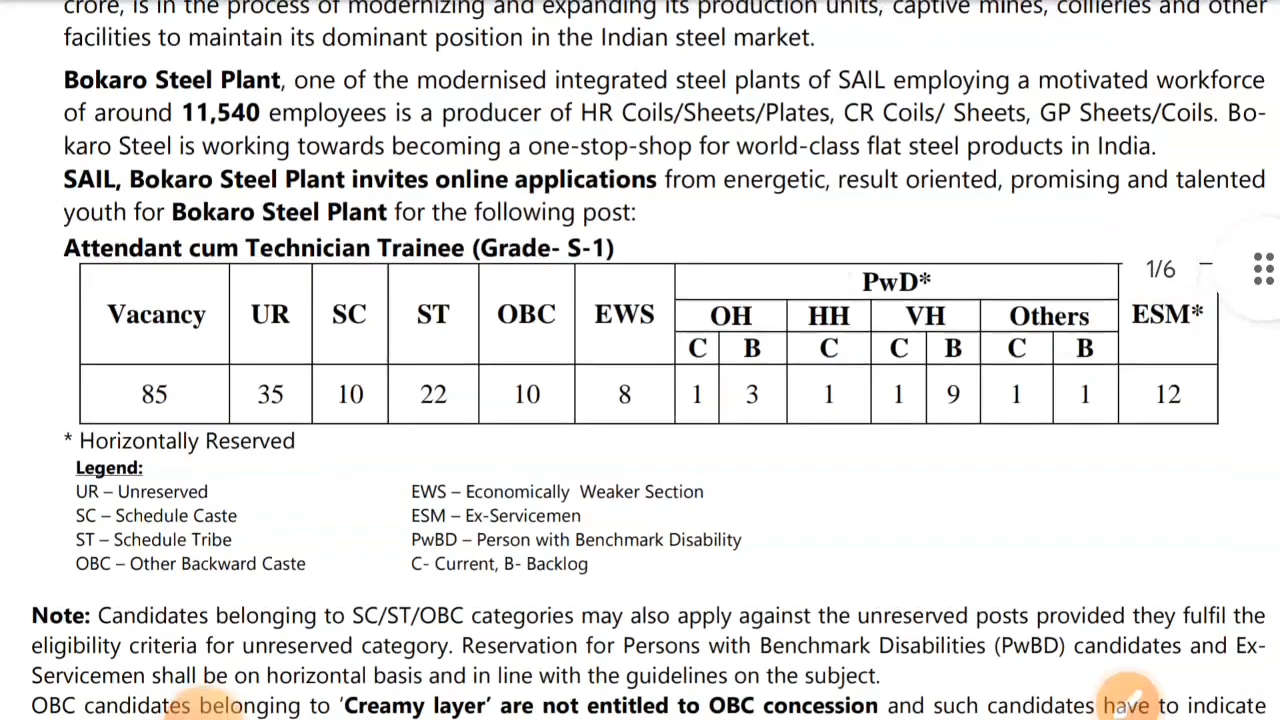 crore, is in the process of modernizing and expanding its production units, captive mines, collieries and other
facilities to maintain its dominant position in the Indian steel market.
Bokaro Steel Plant, one of the modernised integrated steel plants of SAIL employing a motivated workforce
of around 11,540 employees is a producer of HR Coils/Sheets/Plates, CR Coils/ Sheets, GP Sheets/Coils. Bo-
karo Steel is working towards becoming a one-stop-shop for world-class flat steel products in India.
SAIL, Bokaro Steel Plant invites online applications from energetic, result oriented, promising and talented
youth for Bokaro Steel Plant for the following post:
Attendant cum Technician Trainee (Grade- S-1)
1/6
PwD*
Vacancy UR SC ST OBC EWS OH HH VH Others ESM*
C B C C B C B
85 35 10 22 10 8 1 3 1 1 9 1 1 12
* Horizontally Reserved
Legend:
UR – Unreserved EWS – Economically Weaker Section
SC – Schedule Caste ESM – Ex-Servicemen
ST – Schedule Tribe PwBD – Person with Benchmark Disability
OBC – Other Backward Caste C- Current, B- Backlog
Note: Candidates belonging to SC/ST/OBC categories may also apply against the unreserved posts provided they fulfil the
eligibility criteria for unreserved category. Reservation for Persons with Benchmark Disabilities (PwBD) candidates and Ex-
Servicemen shall be on horizontal basis and in line with the guidelines on the subject.
OBC candidates belonging to ‘Creamy layer’ are not entitled to OBC concession and such candidates have to indicate